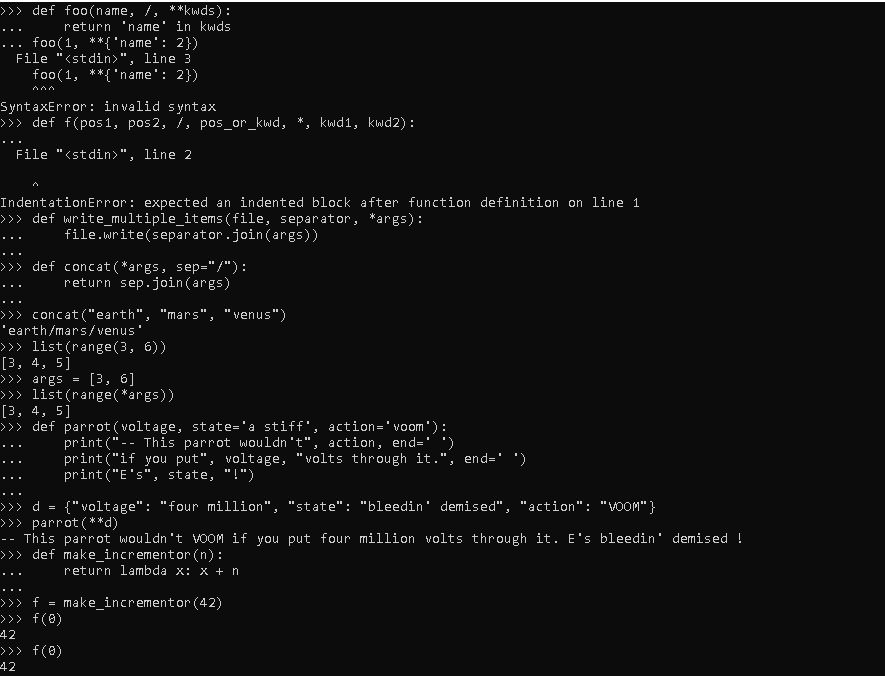 >>> def foo(name, /, **kwds):
...     return 'name' in kwds
... foo(1, **{'name': 2})
  File "<stdin>", line 3
    foo(1, **{'name': 2})
    ^^^
SyntaxError: invalid syntax
>>> def f(pos1, pos2, /, pos_or_kwd, *, kwd1, kwd2):
...
  File "<stdin>", line 2

    ^
IndentationError: expected an indented block after function definition on line 1
>>> def write_multiple_items(file, separator, *args):
...     file.write(separator.join(args))
...
>>> def concat(*args, sep="/"):
...     return sep.join(args)
...
>>> concat("earth", "mars", "venus")
'earth/mars/venus'
>>> list(range(3, 6))
[3, 4, 5]
>>> args = [3, 6]
>>> list(range(*args))
[3, 4, 5]
>>> def parrot(voltage, state='a stiff', action='voom'):
...     print("-- This parrot wouldn't", action, end=' ')
...     print("if you put", voltage, "volts through it.", end=' ')
...     print("E's", state, "!")
...
>>> d = {"voltage": "four million", "state": "bleedin' demised", "action": "VOOM"}
>>> parrot(**d)
-- This parrot wouldn't VOOM if you put four million volts through it. E's bleedin' demised !
>>> def make_incrementor(n):
...     return lambda x: x + n
...
>>> f = make_incrementor(42)
>>> f(0)
42
>>> f(0)
42